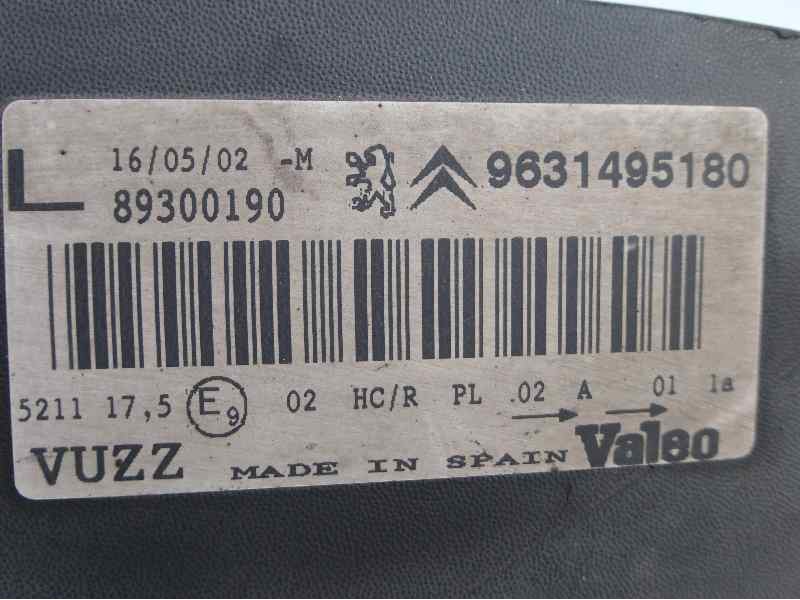 L 16/05/02 -M 9631495180
89300190
5211 17,5 E9 02 HC/R PL .02 A 01 1a
VUZZ MADE IN SPAIN Valeo